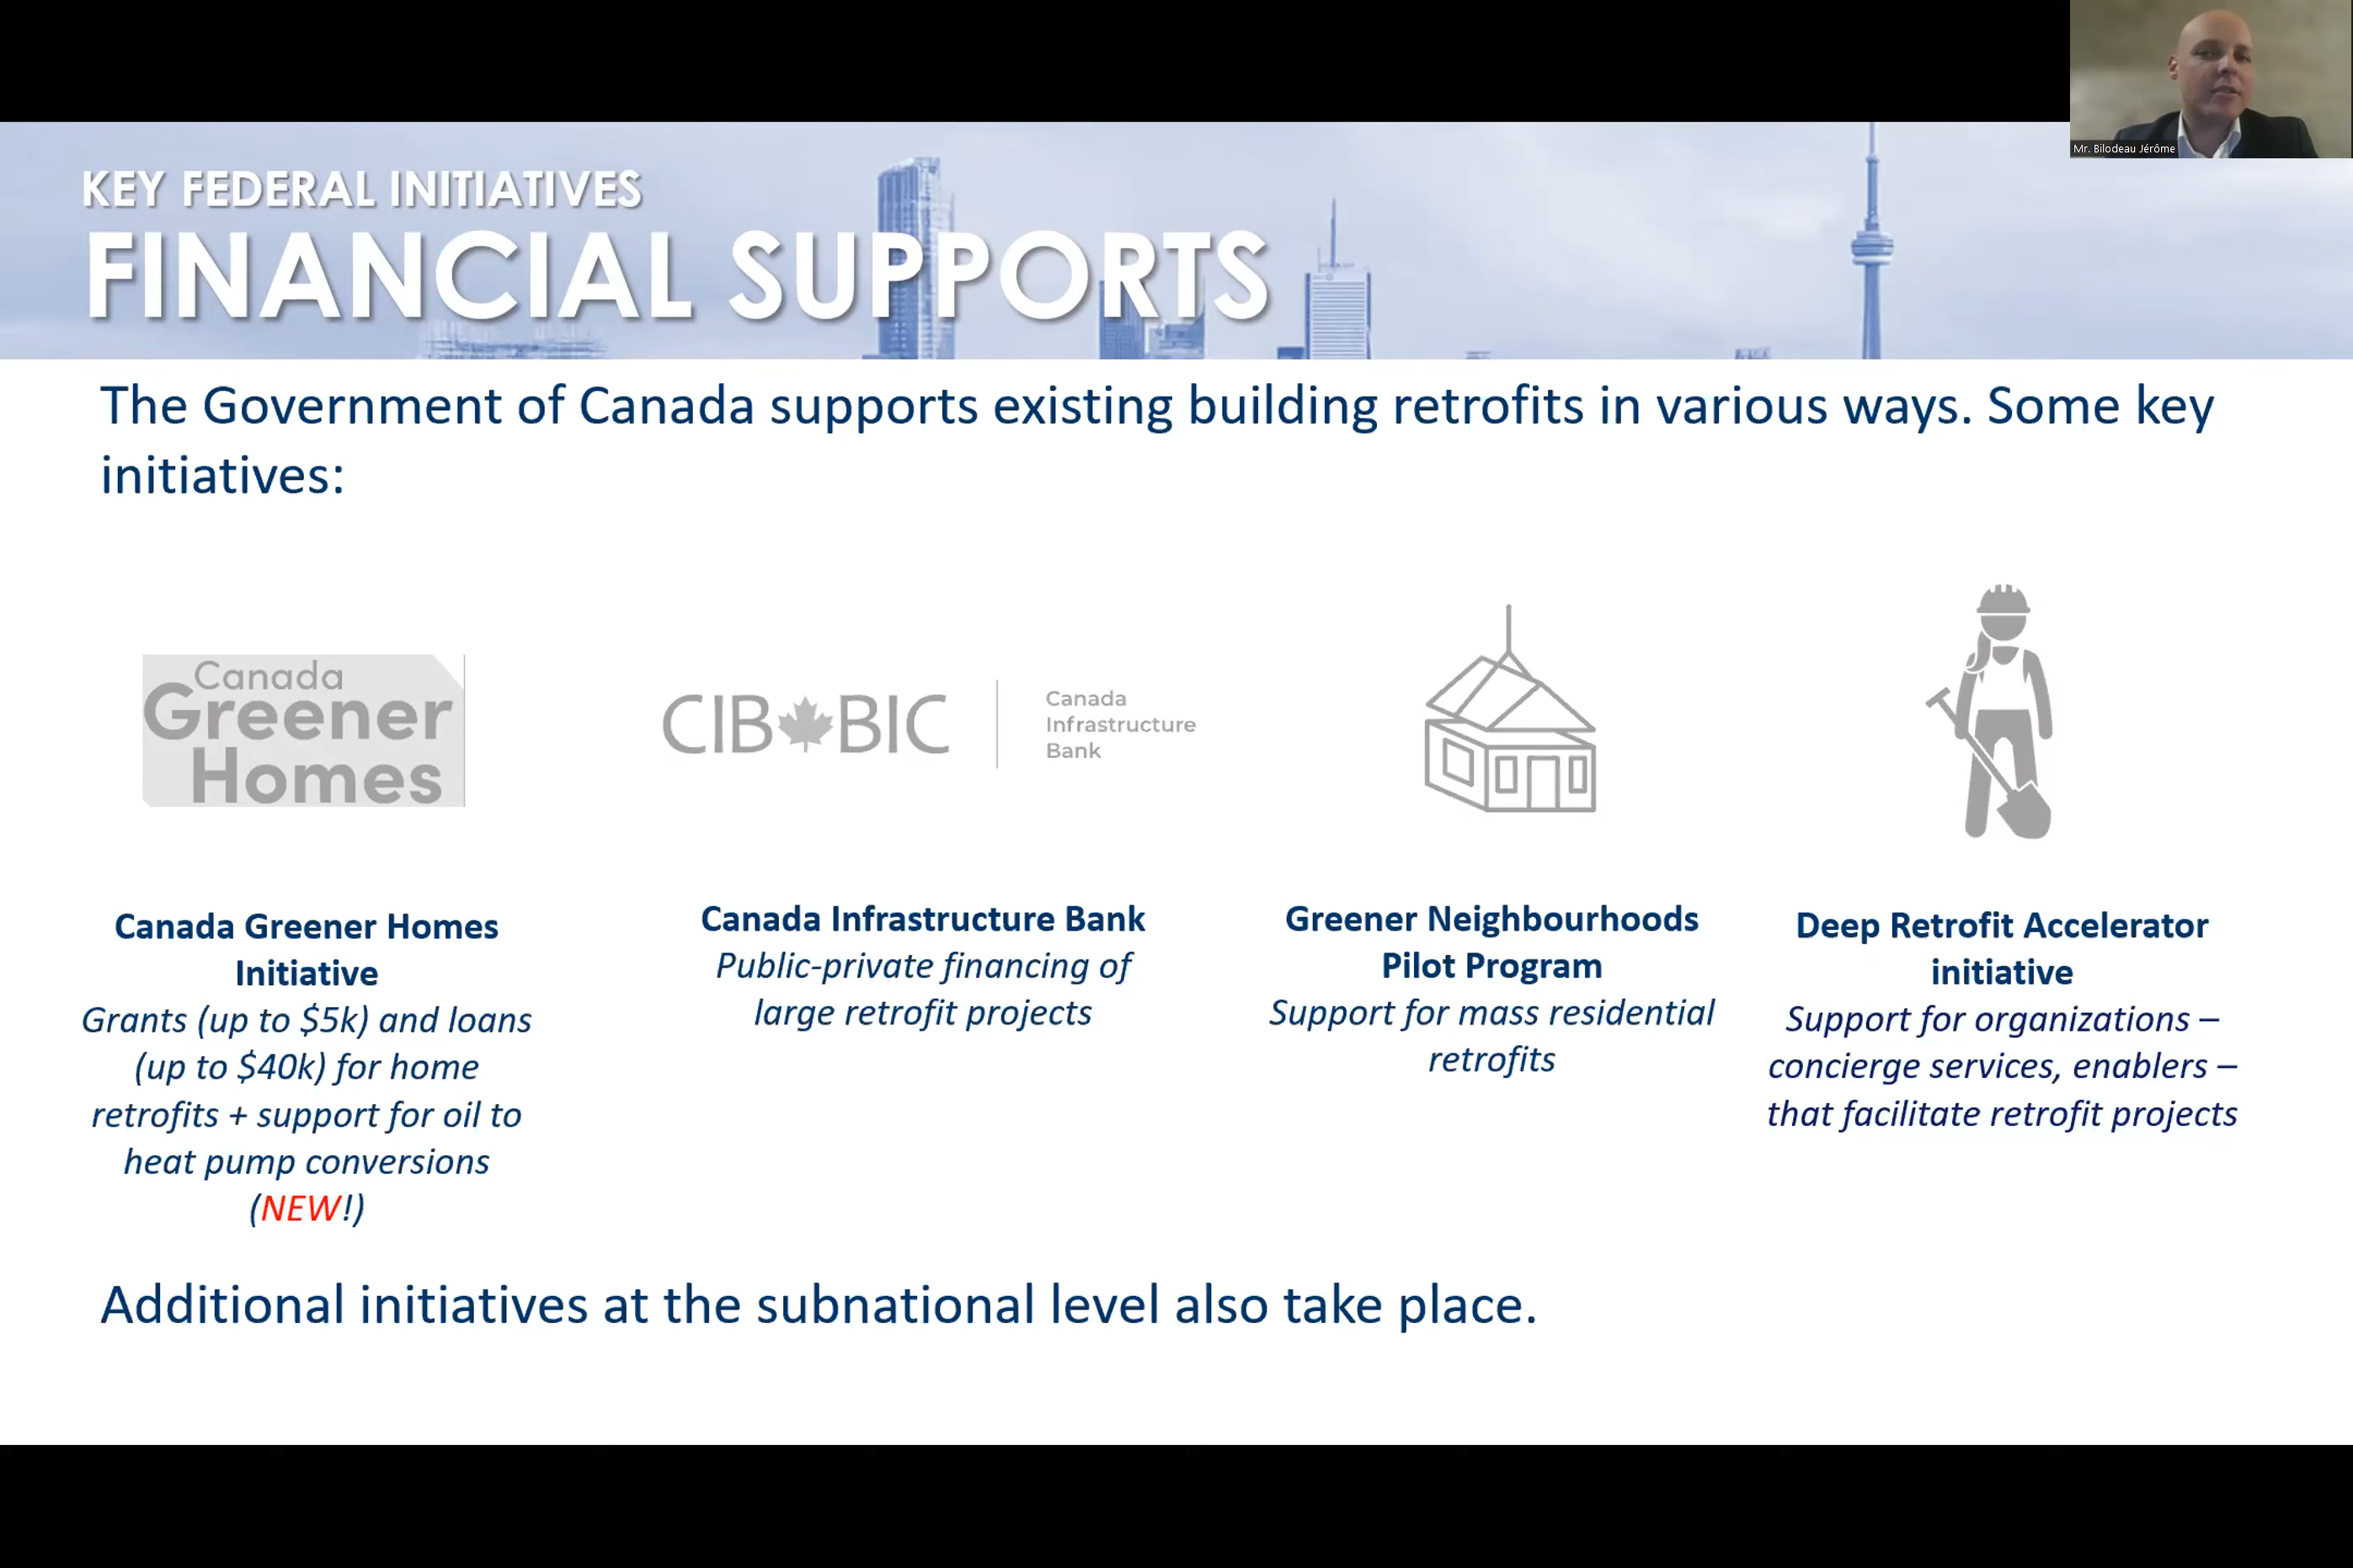 Mr. Bilodeau Jérôme
KEY FEDERAL INITIATIVES
FINANCIAL SUPPORTS
The Government of Canada supports existing building retrofits in various ways. Some key
initiatives:
Canada
Greener
Homes
CIB BIC
Canada
Infrastructure
Bank
Canada Greener Homes
Initiative
Grants (up to $5k) and loans
(up to $40k) for home
retrofits + support for oil to
heat pump conversions
(NEW!)
Canada Infrastructure Bank
Public-private financing of
large retrofit projects
Greener Neighbourhoods
Pilot Program
Support for mass residential
retrofits
Deep Retrofit Accelerator
initiative
Support for organizations –
concierge services, enablers –
that facilitate retrofit projects
Additional initiatives at the subnational level also take place.